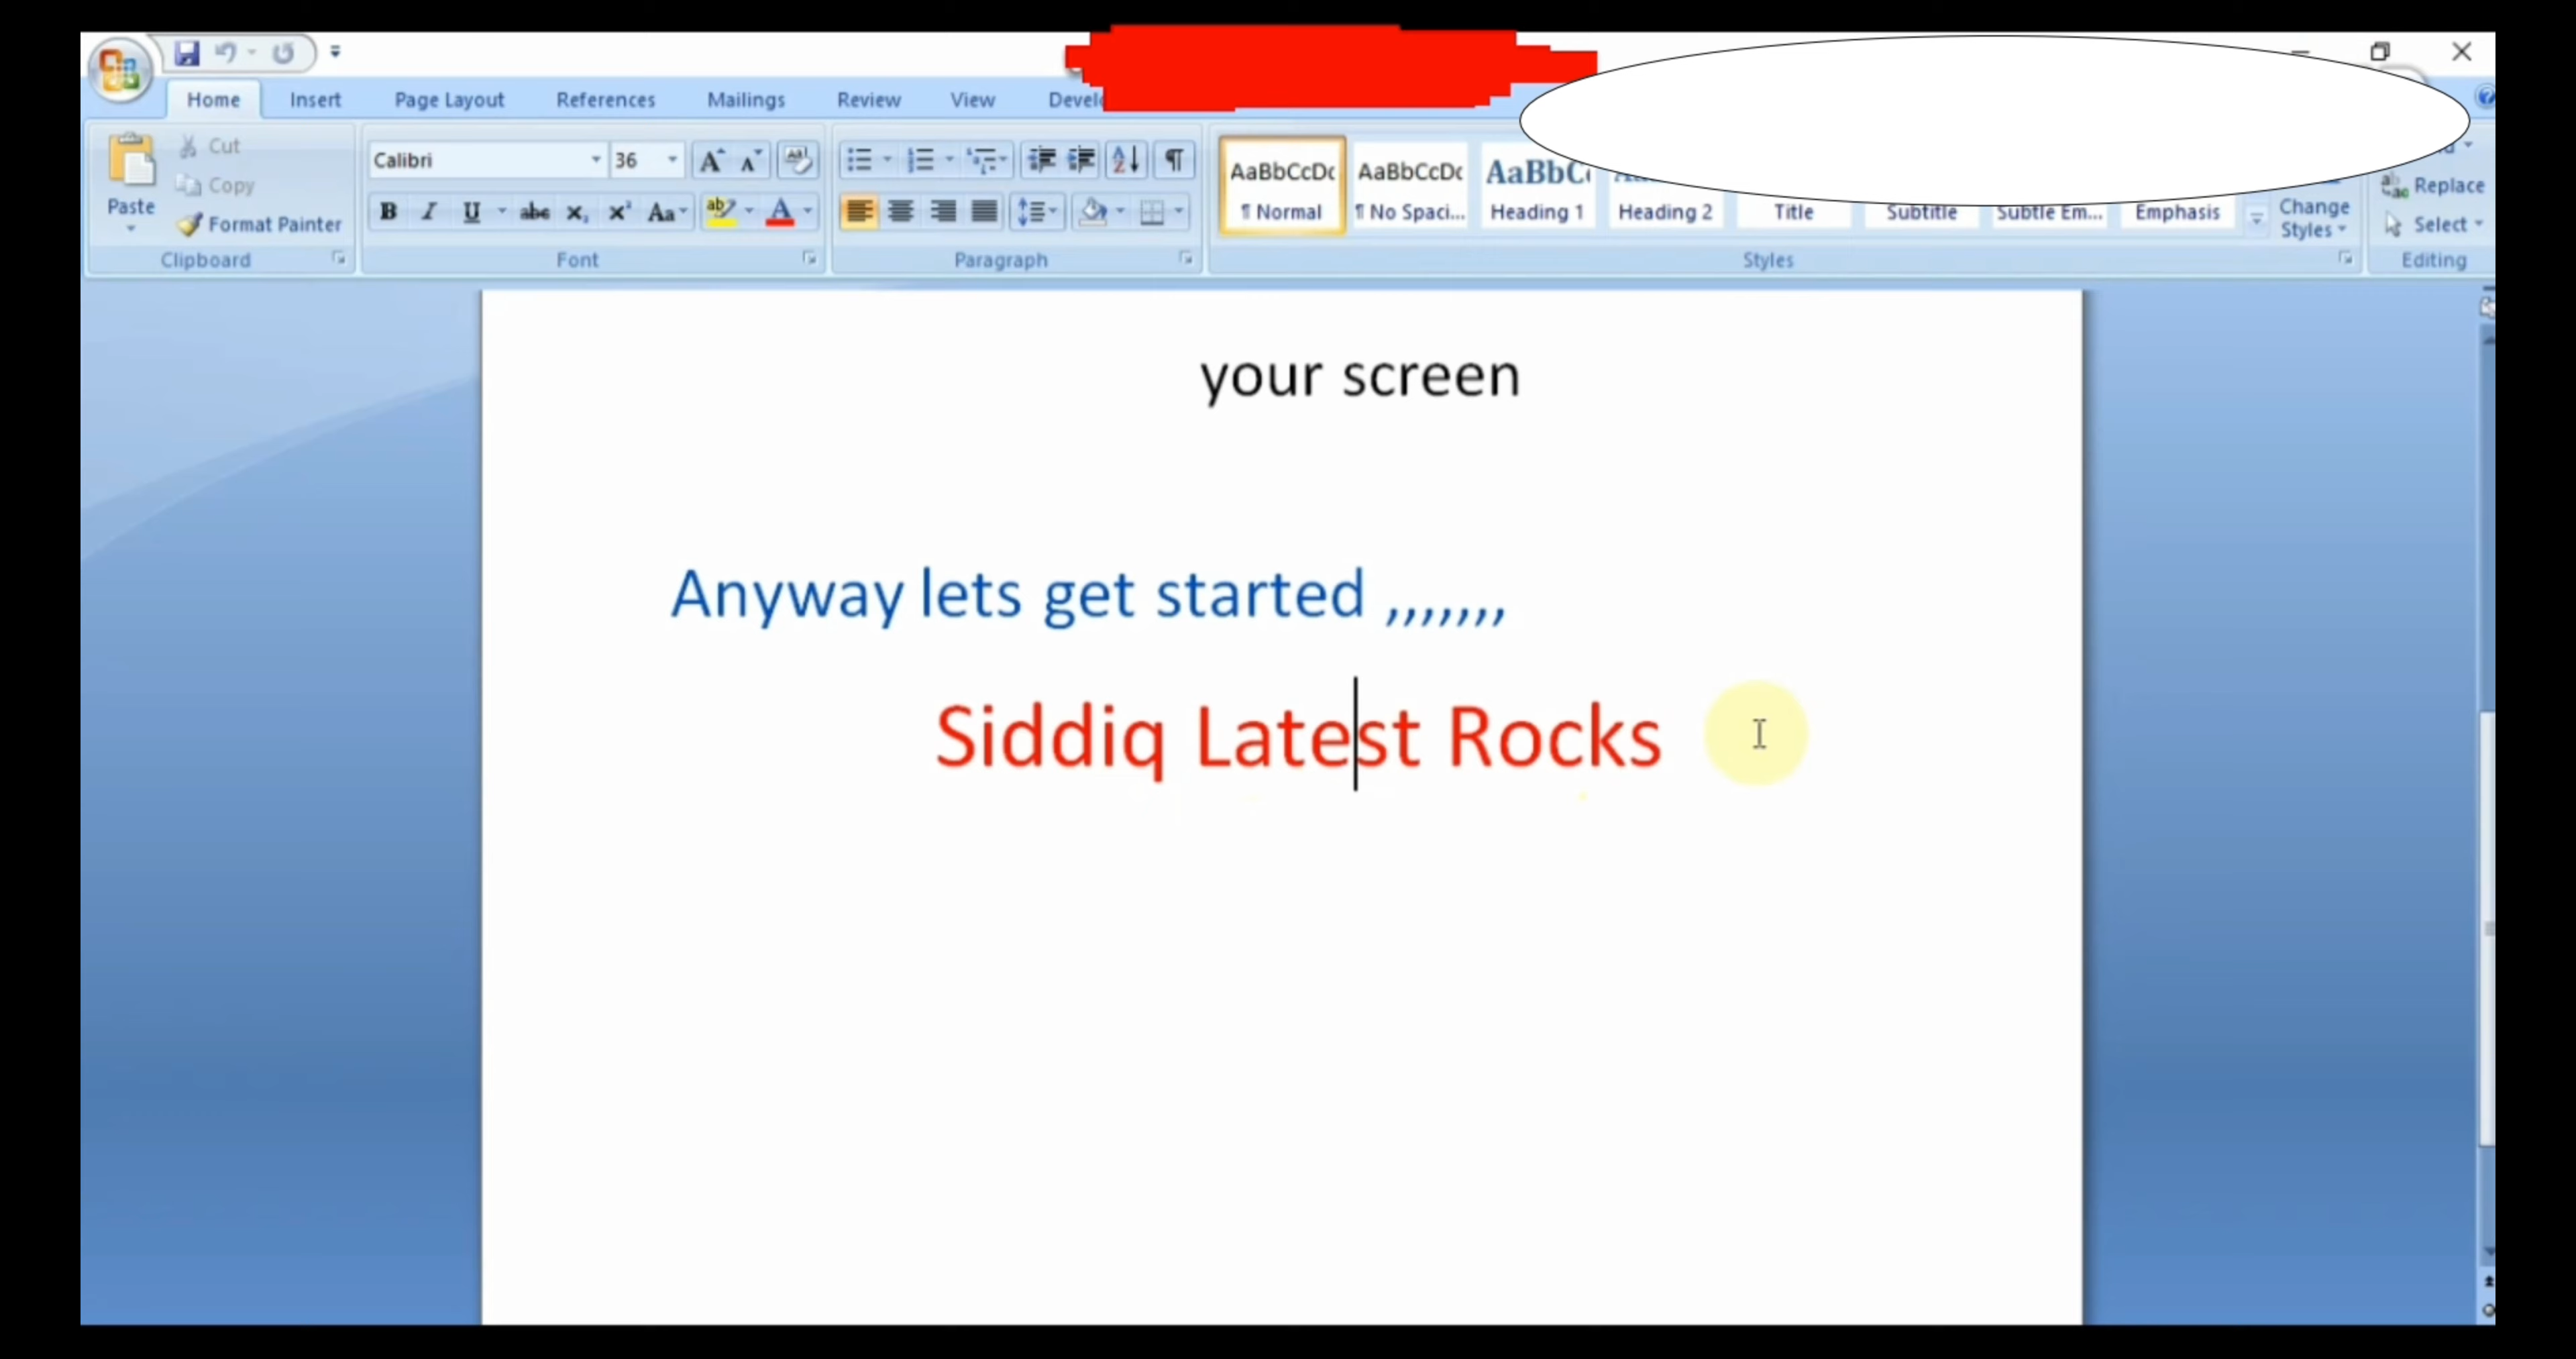 Home Insert Page Layout References Mailings Review View
Cut
Copy
Paste
Format Painter
Clipboard
Calibri 36
Font
Paragraph
AaBbCcDc AaBbCcDc AaBbC
¶ Normal ¶ No Spaci... Heading 1 Heading 2 Title Subtitle Subtle Em... Emphasis
Change
Styles
Styles
Replace
Select
Editing
your screen
Anyway lets get started ,,,,,,,
Siddiq Latest Rocks